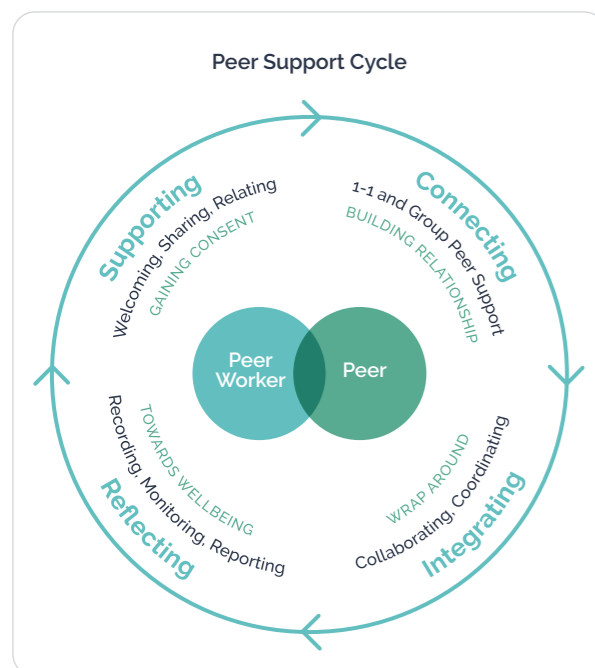 Peer Support Cycle
Supporting
Welcoming, Sharing, Relating
GAINING CONSENT
Connecting
1-1 and Group Peer Support
BUILDING RELATIONSHIP
Peer
Worker
Peer
TOWARDS WELLBEING
Recording, Monitoring, Reporting
Reflecting
WRAP AROUND
Collaborating, Coordinating
Integrating